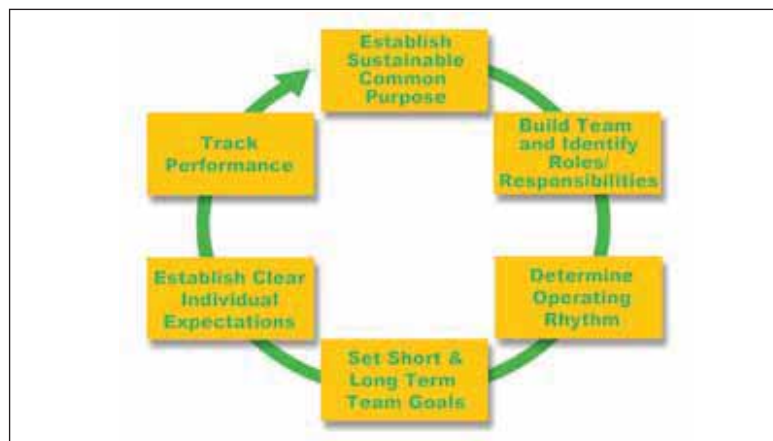 Establish
Sustainable
Common
Purpose
Build Team
and Identify
Roles/
Responsibilities
Determine
Operating
Rhythm
Set Short &
Long Term
Team Goals
Establish Clear
Individual
Expectations
Track
Performance